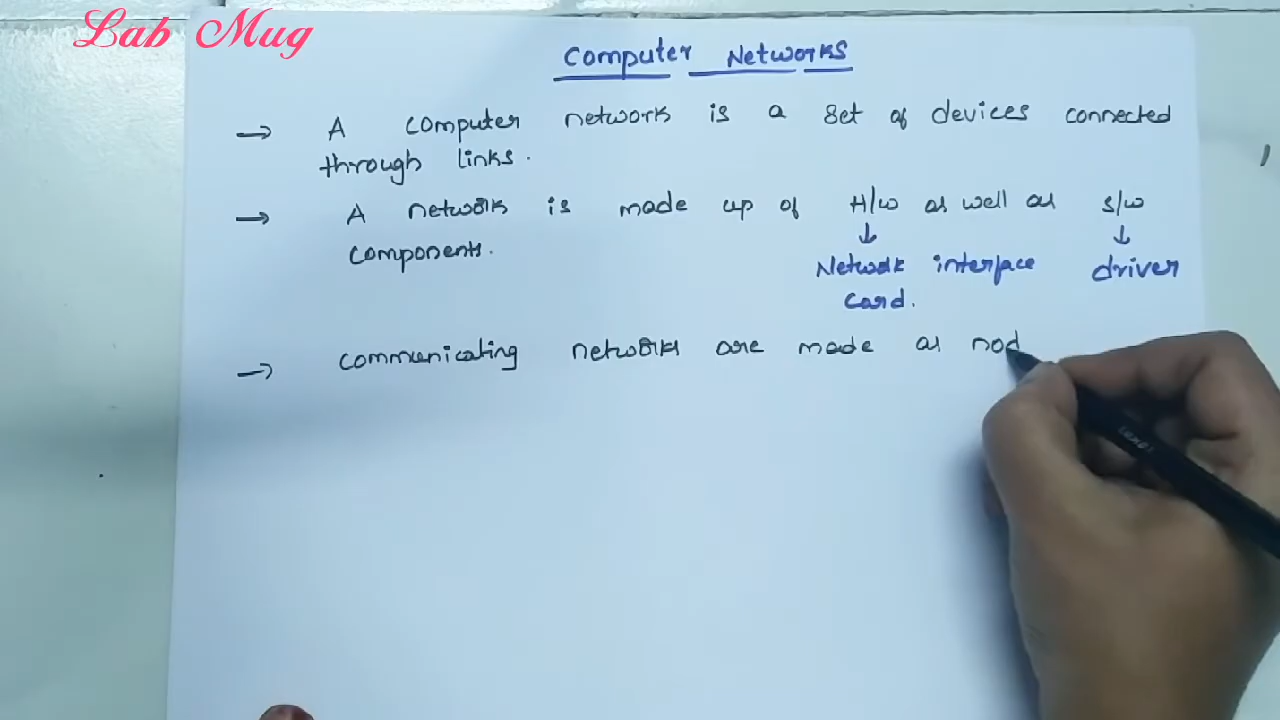 Lab Mug
Computer Networks
→ A computer network is a set of devices connected
through links.
→ A network is made up of H/w as well as s/w
components.
↓ ↓
Network interface driver
card.
→ communicating networks are made as nod